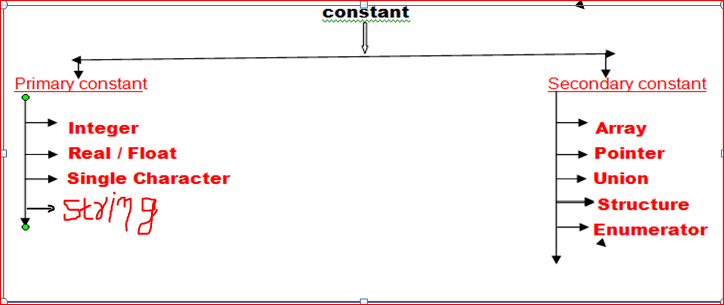 constant
Primary constant
Integer
Real / Float
Single Character
string
Secondary constant
Array
Pointer
Union
Structure
Enumerator